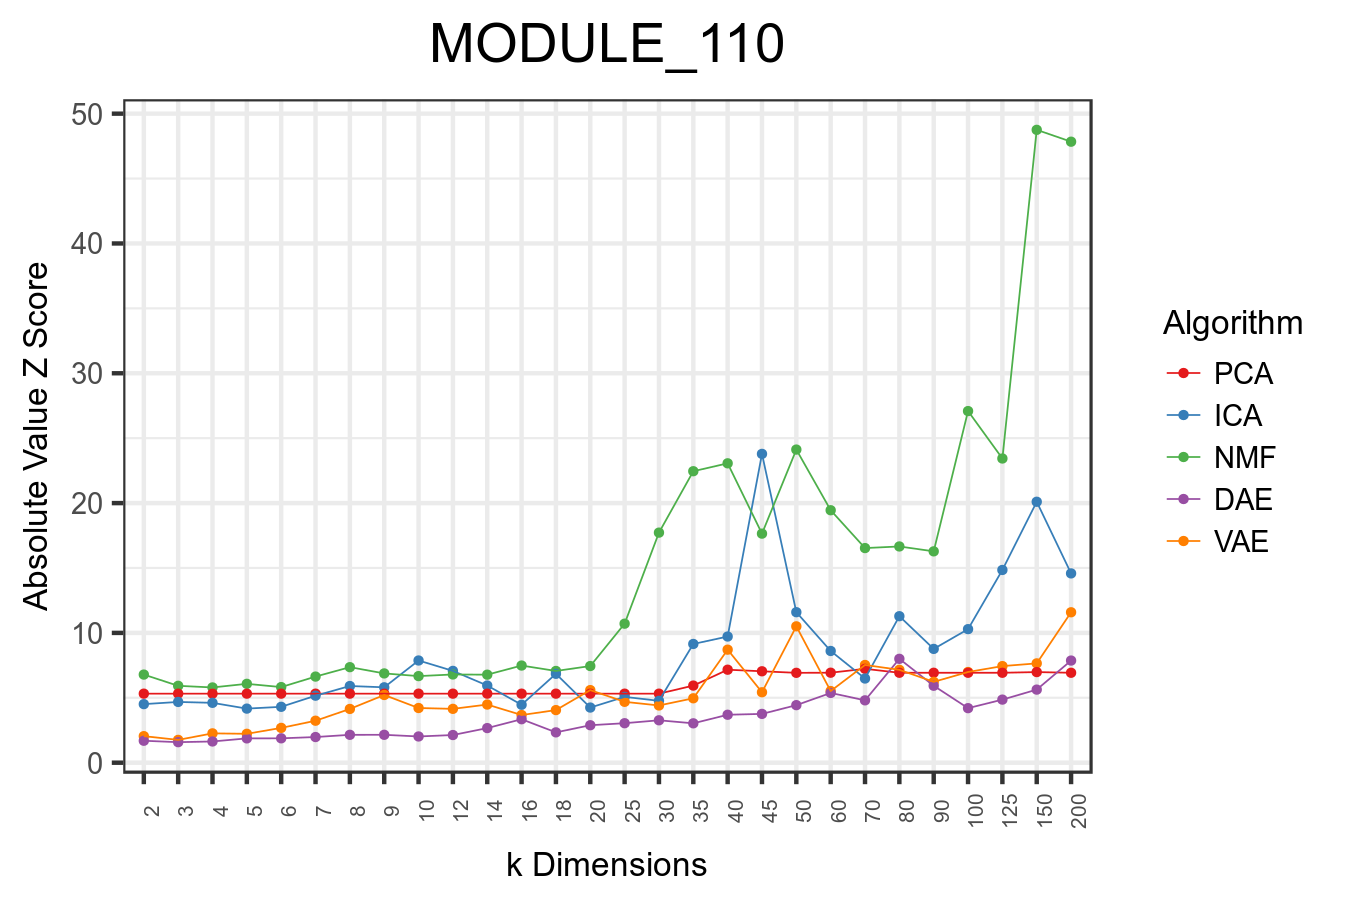 MODULE_110
50
40
30
20
10
0
Absolute Value Z Score
2 3 4 5 6 7 8 9 10 12 14 16 18 20 25 30 35 40 45 50 60 70 80 90 100 125 150 200
k Dimensions
Algorithm
PCA
ICA
NMF
DAE
VAE